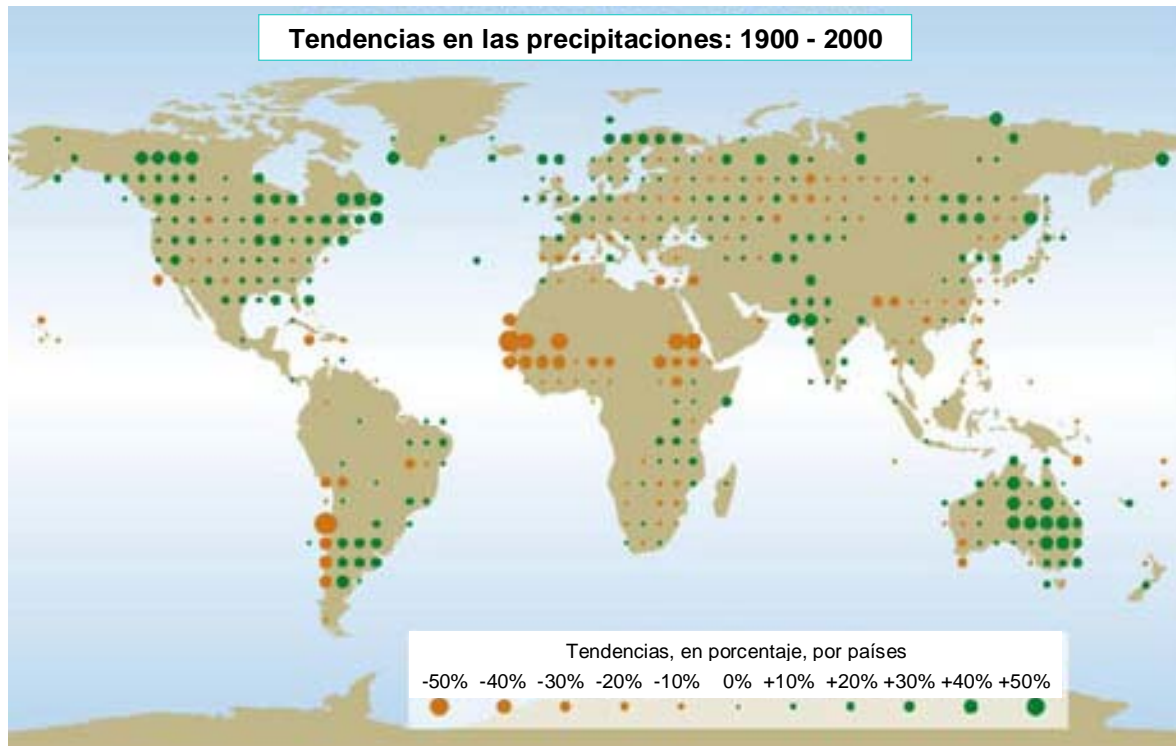 Tendencias en las precipitaciones: 1900 - 2000
Tendencias, en porcentaje, por países
-50% -40% -30% -20% -10% 0% +10% +20% +30% +40% +50%